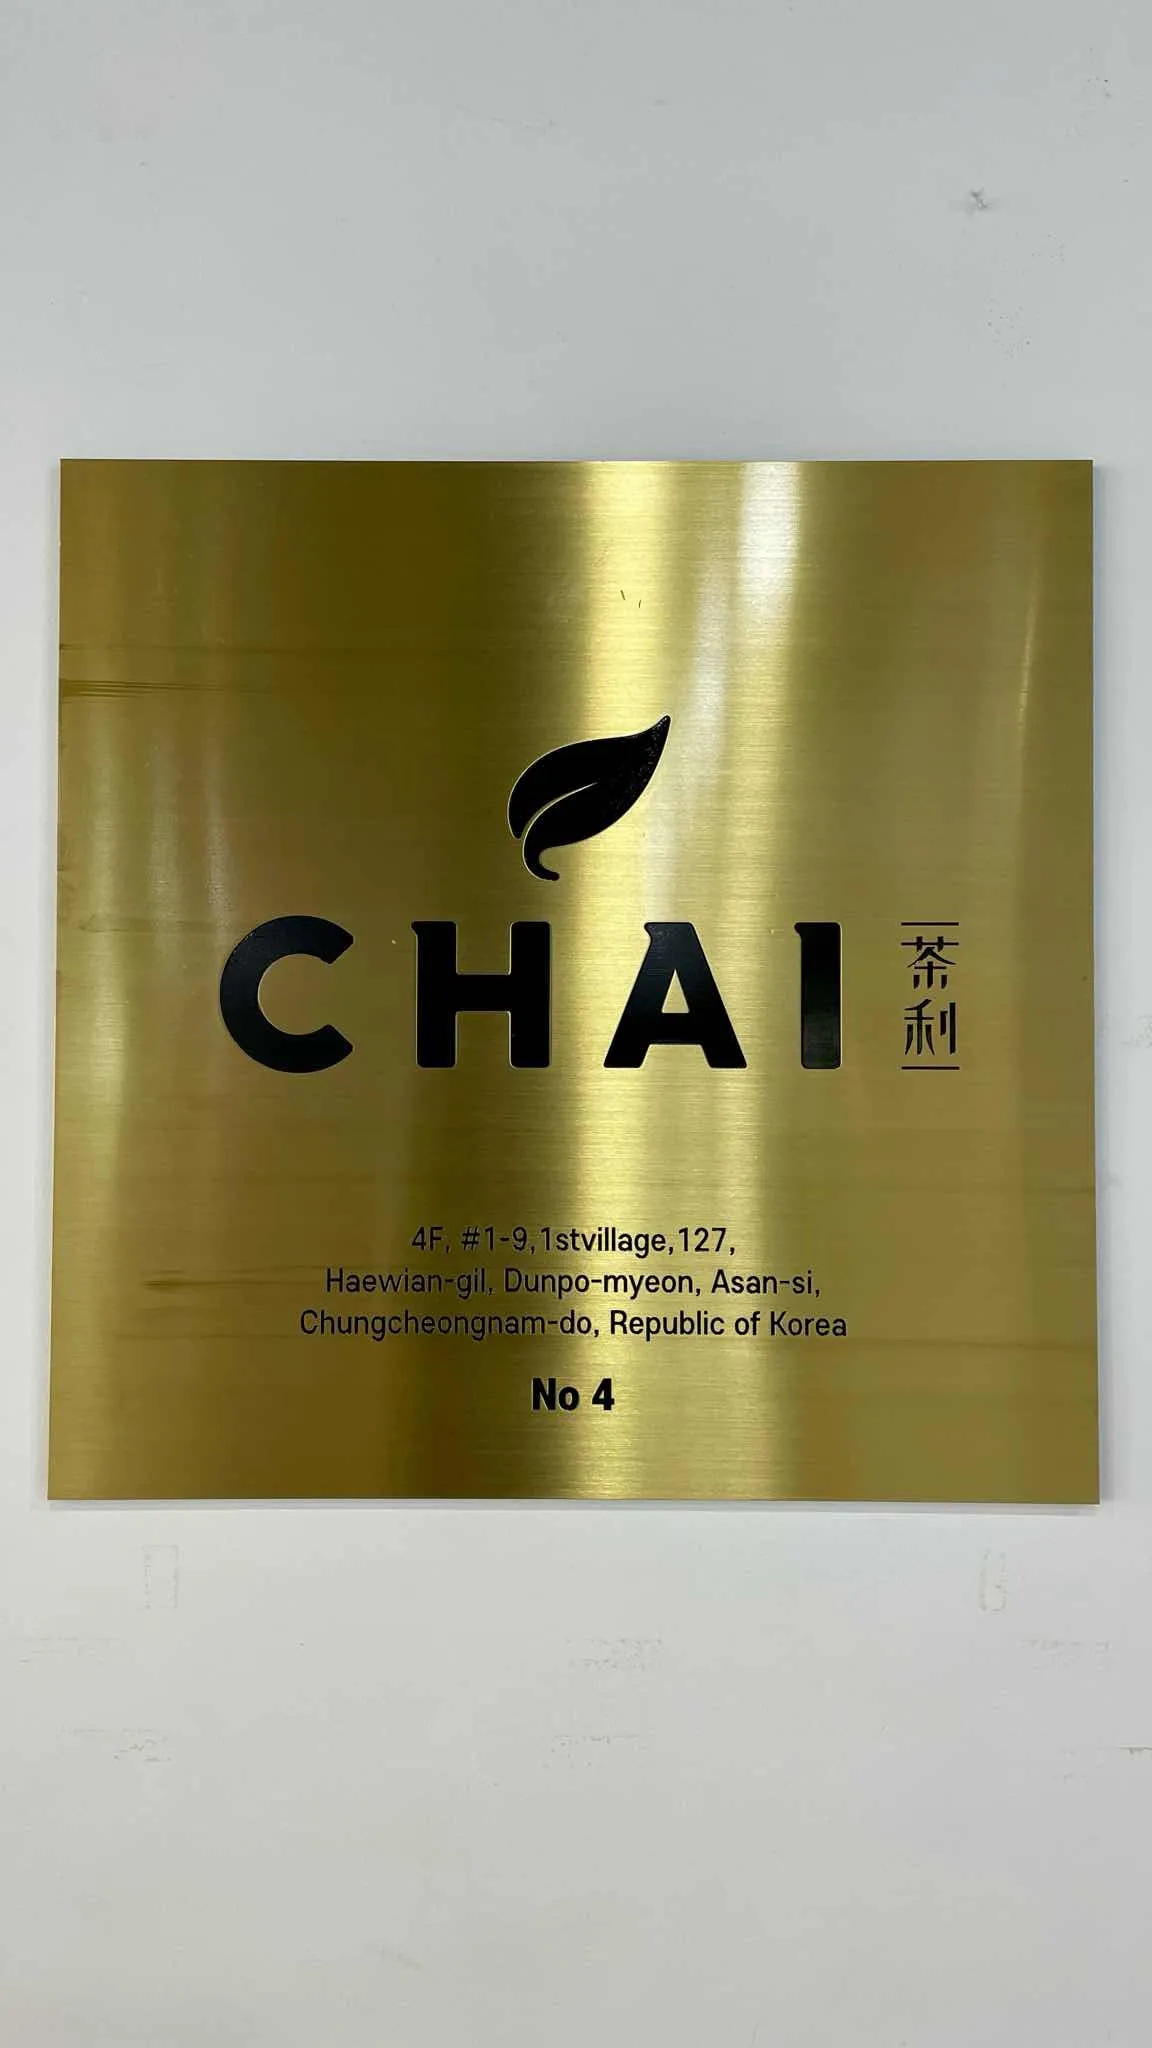 CHAI
茶利
4F, #1-9,1stvillage,127,
Haewian-gil, Dunpo-myeon, Asan-si,
Chungcheongnam-do, Republic of Korea
No 4